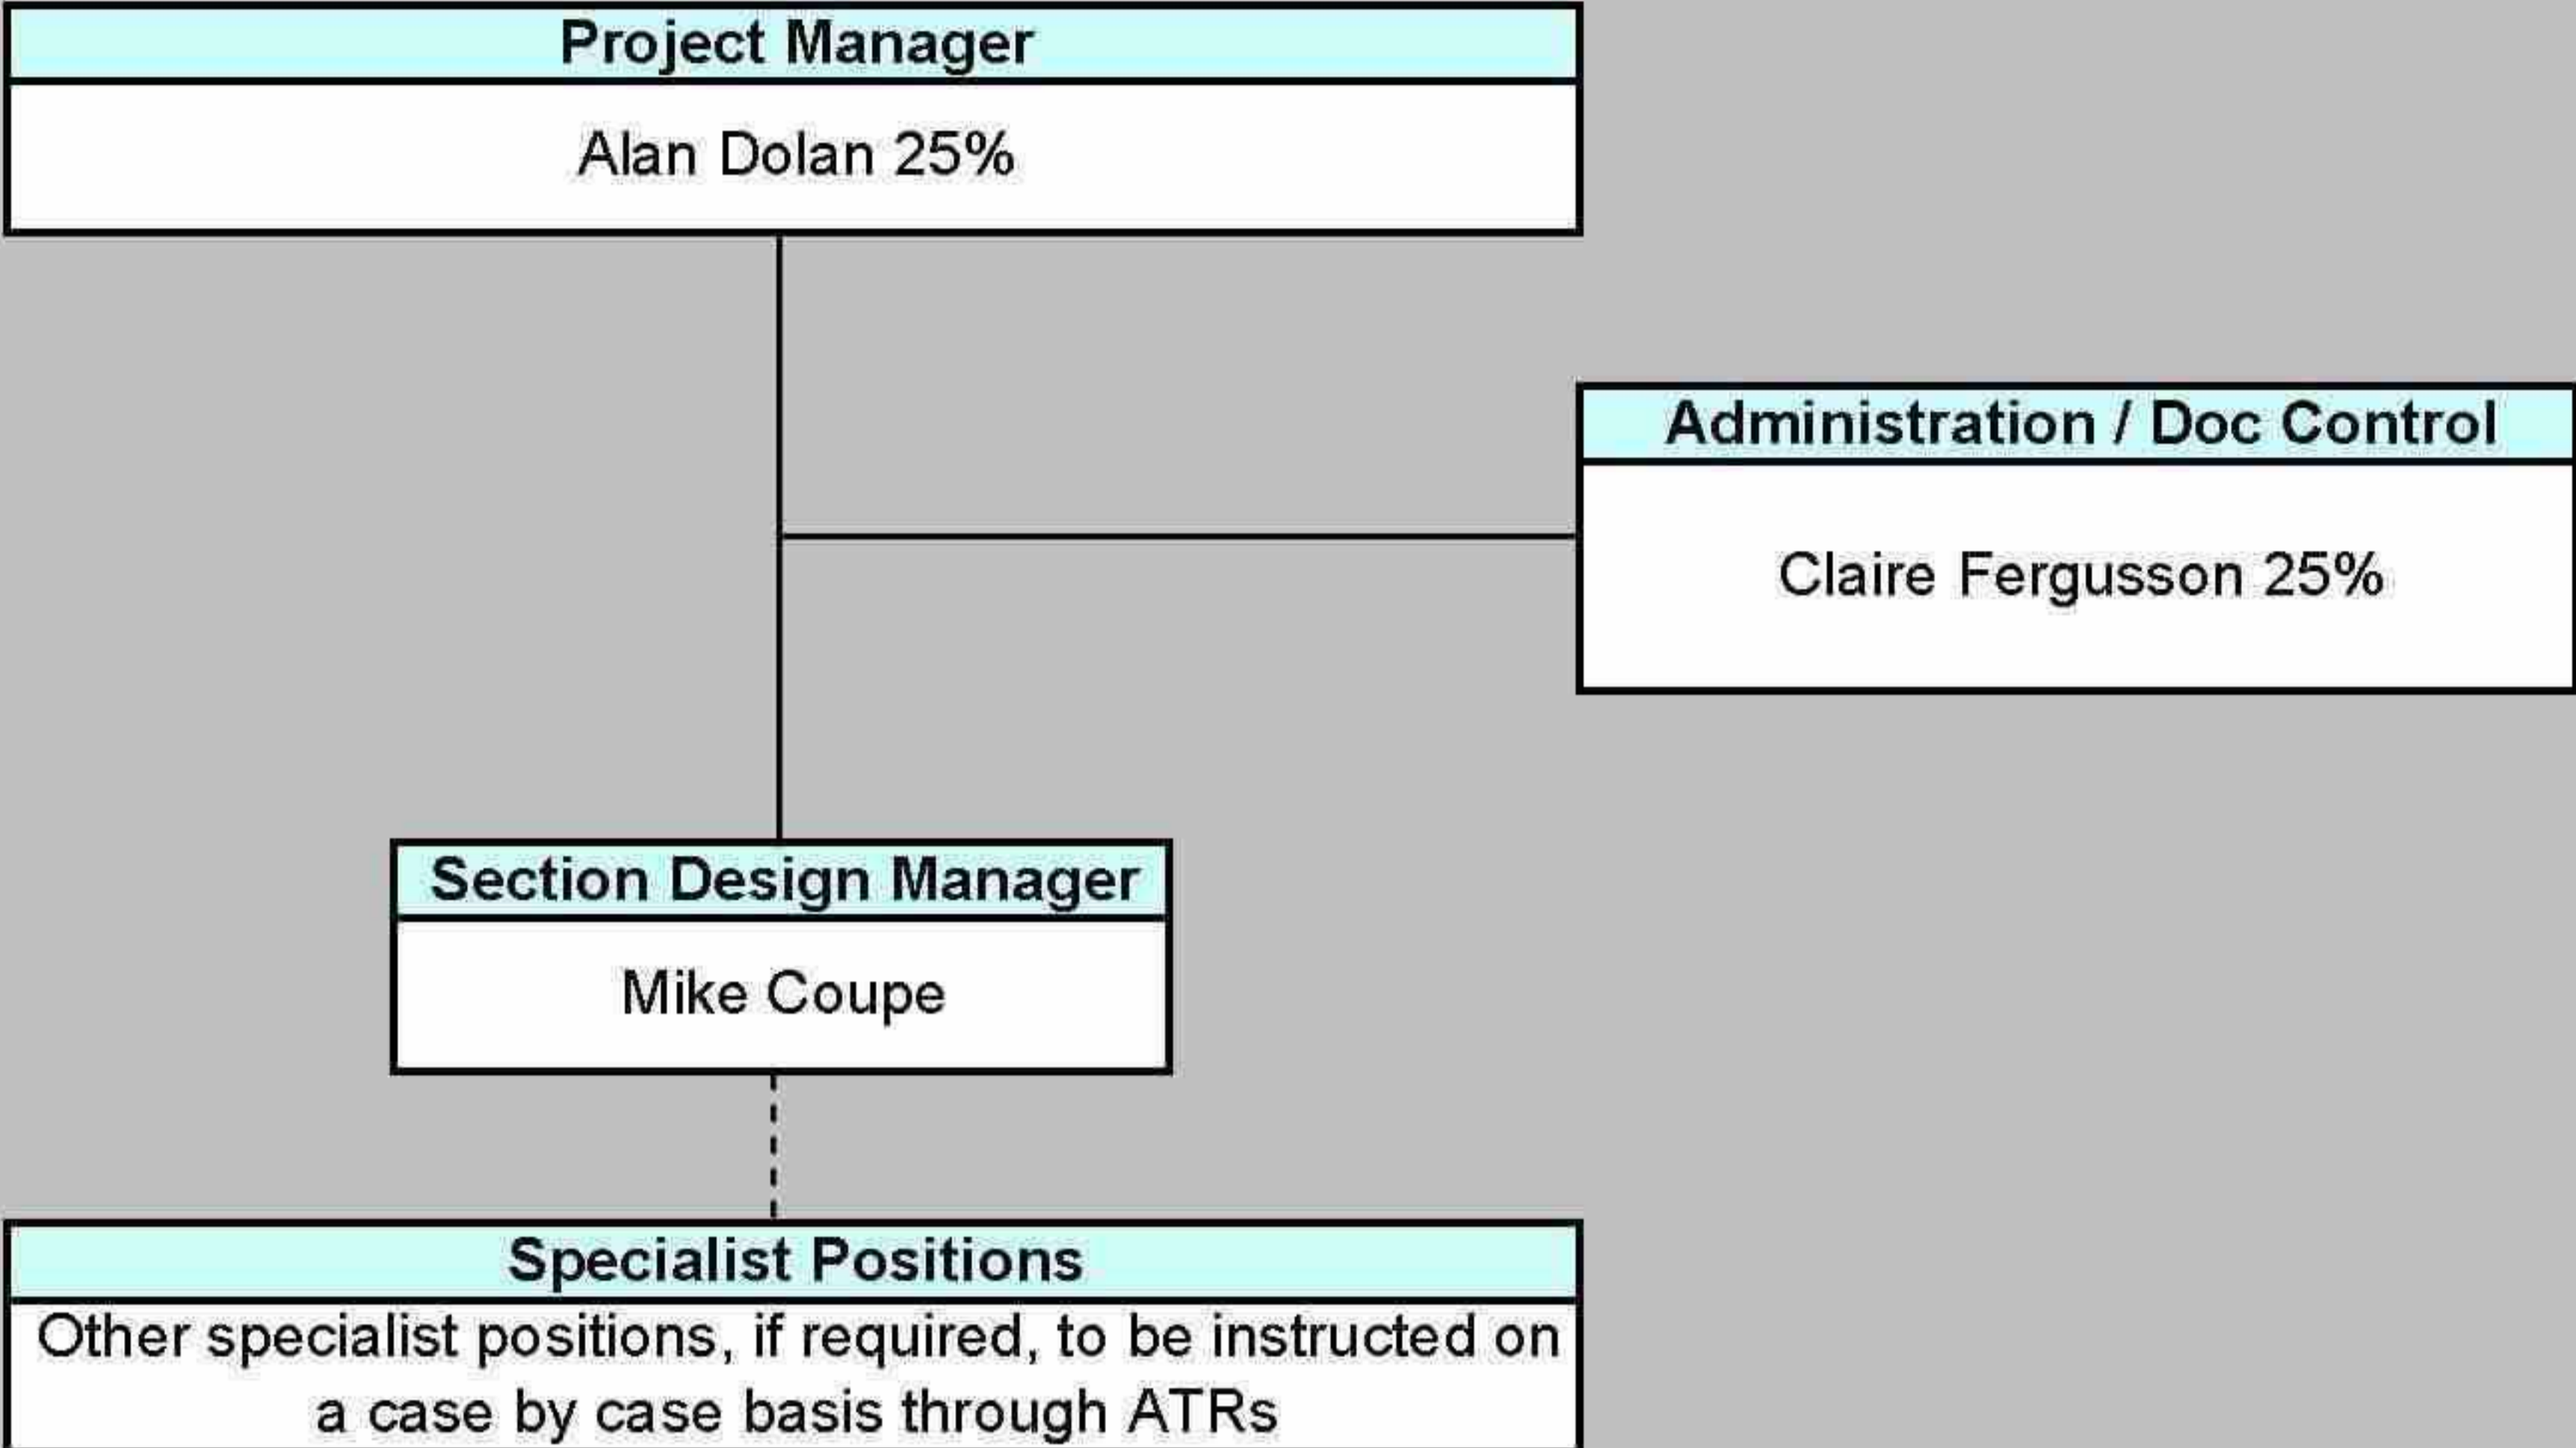 Project Manager
Alan Dolan 25%
Administration / Doc Control
Claire Fergusson 25%
Section Design Manager
Mike Coupe
Specialist Positions
Other specialist positions, if required, to be instructed on
a case by case basis through ATRs